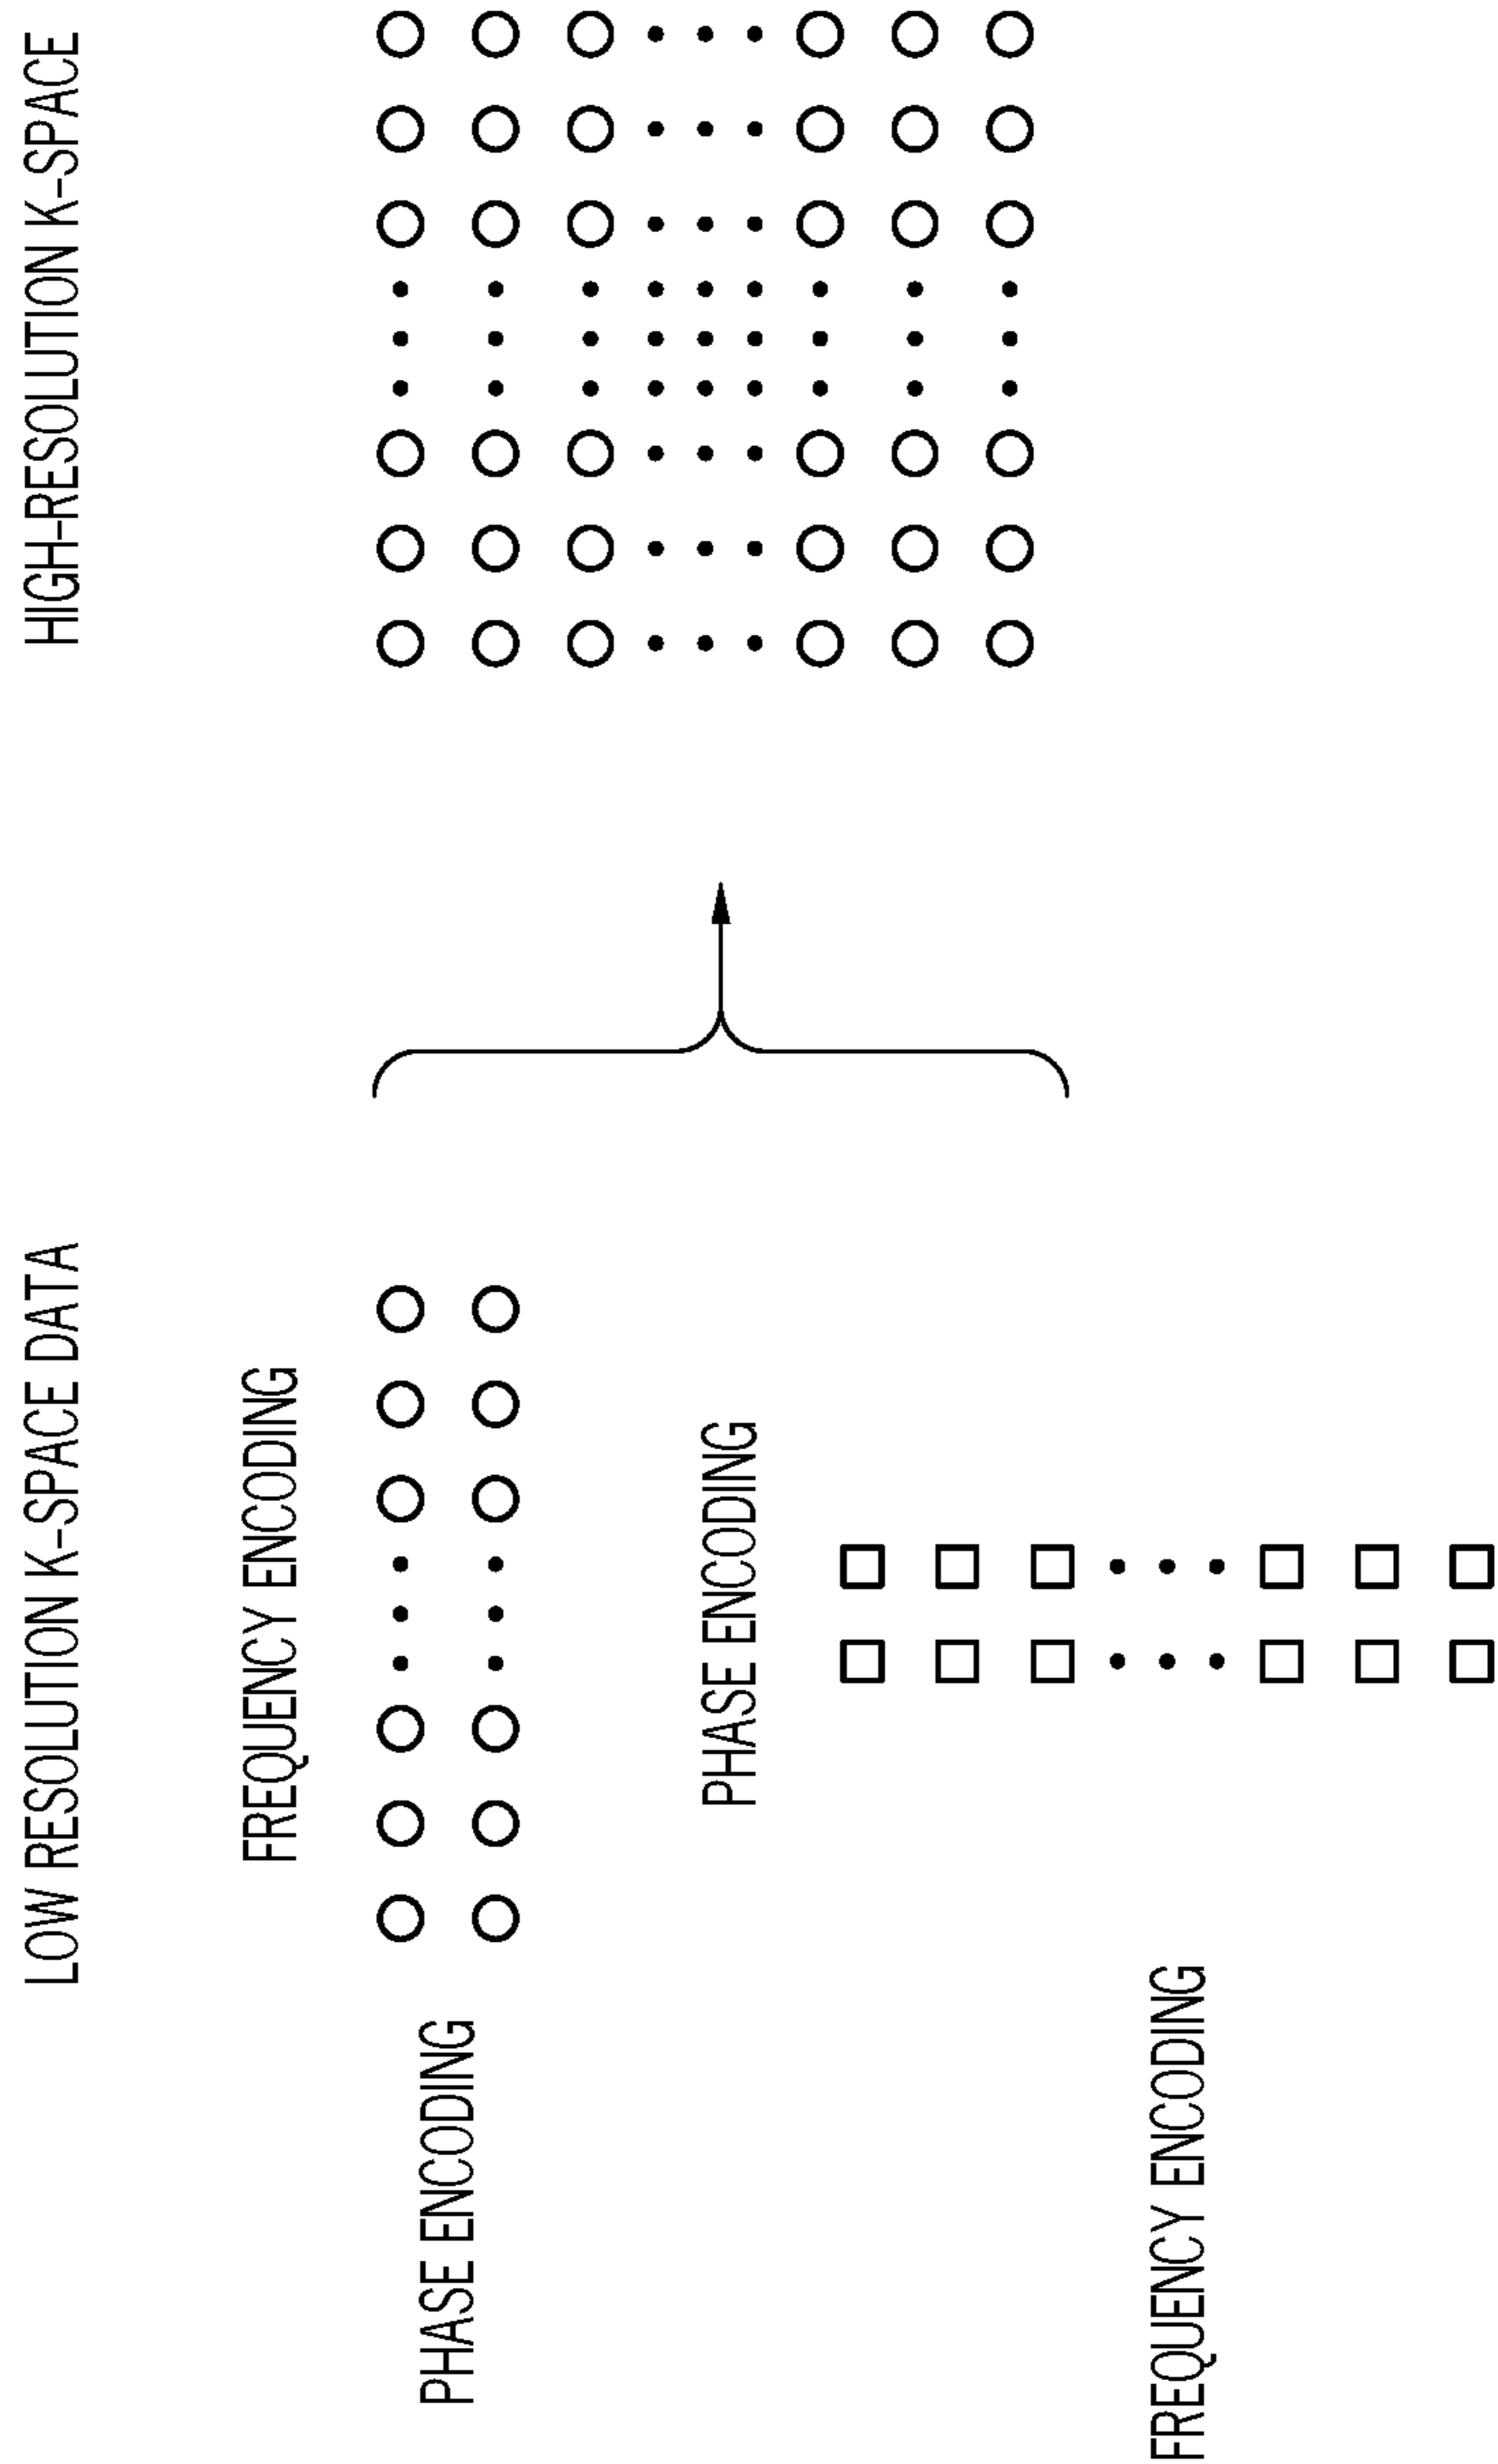 LOW RESOLUTION K-SPACE DATA
HIGH-RESOLUTION K-SPACE
FREQUENCY ENCODING
PHASE ENCODING
PHASE ENCODING
FREQUENCY ENCODING